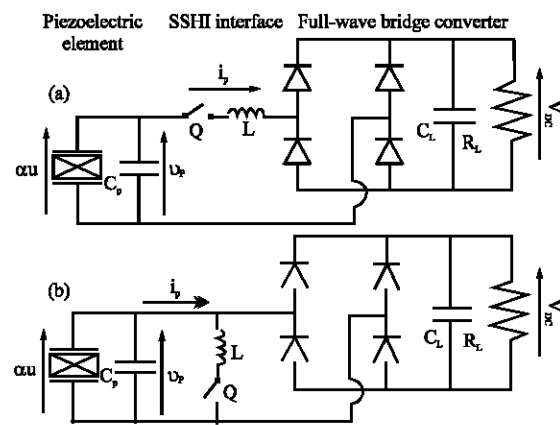 Piezoelectric element
SSHI interface
Full-wave bridge converter
(a)
i_p
Q
L
αu
C_p
υ_P
C_L
R_L
V_DC
(b)
i_p
αu
C_p
υ_P
L
Q
C_L
R_L
V_DC